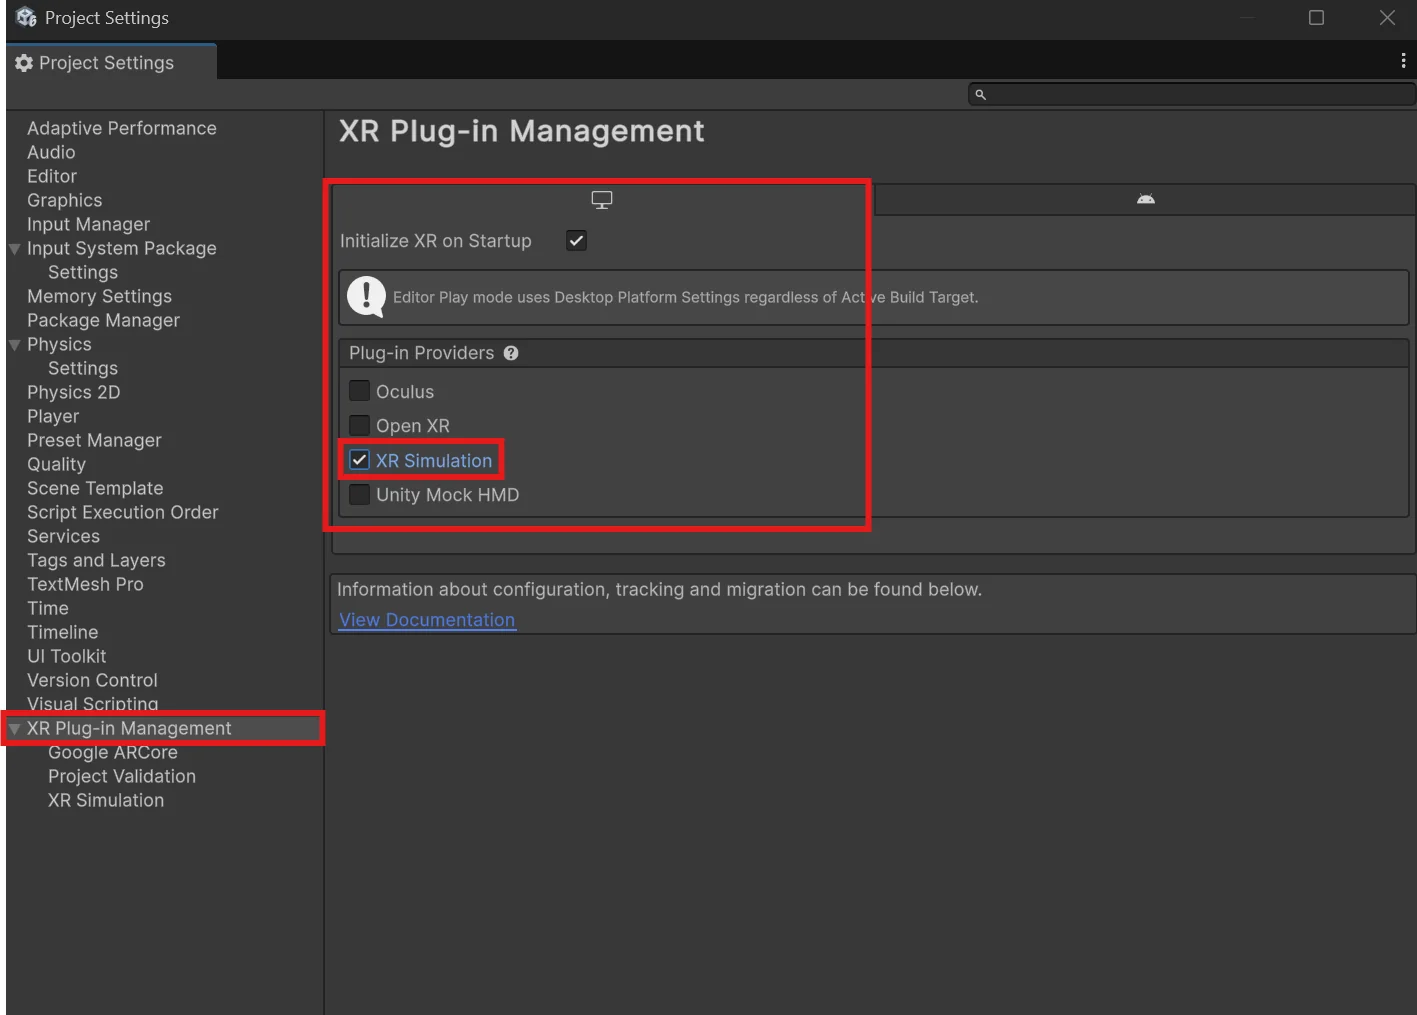 Project Settings
Project Settings
Adaptive Performance
Audio
Editor
Graphics
Input Manager
Input System Package
Settings
Memory Settings
Package Manager
Physics
Settings
Physics 2D
Player
Preset Manager
Quality
Scene Template
Script Execution Order
Services
Tags and Layers
TextMesh Pro
Time
Timeline
UI Toolkit
Version Control
Visual Scripting
XR Plug-in Management
Google ARCore
Project Validation
XR Simulation
XR Plug-in Management
Initialize XR on Startup
Editor Play mode uses Desktop Platform Settings regardless of Active Build Target.
Plug-in Providers
Oculus
Open XR
XR Simulation
Unity Mock HMD
Information about configuration, tracking and migration can be found below.
View Documentation